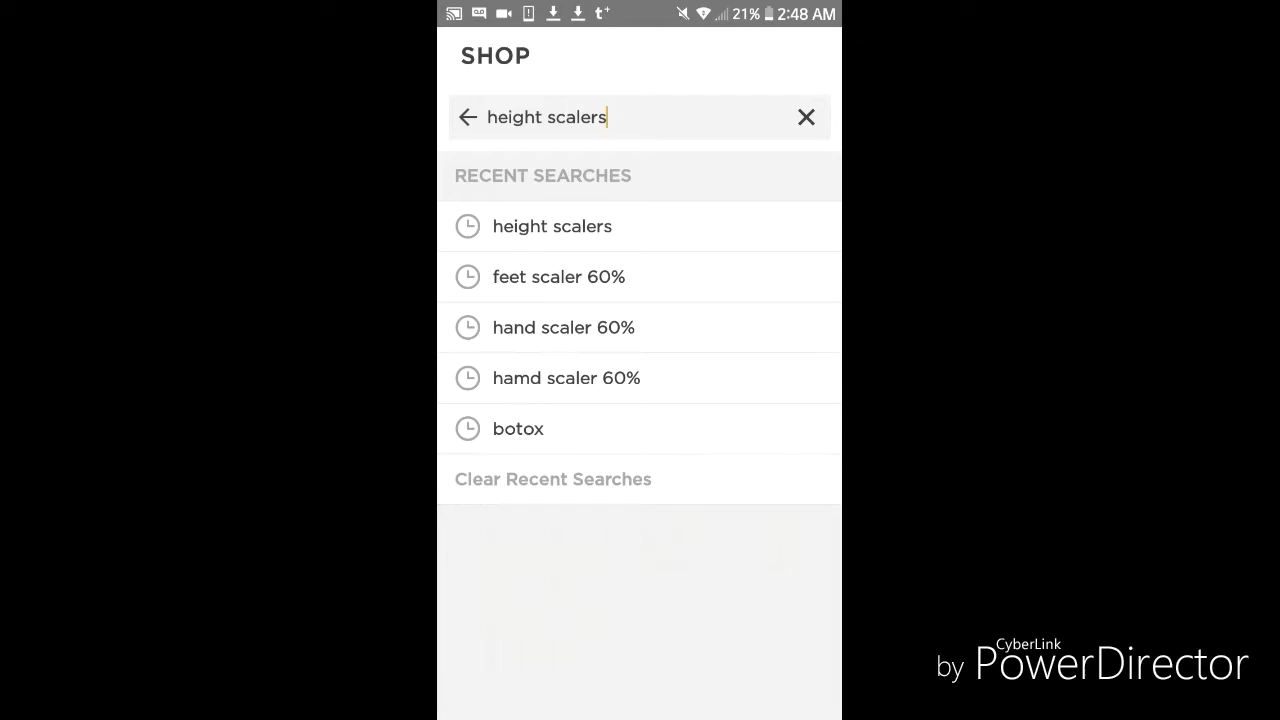 t+ 21% 2:48 AM
SHOP
height scalers
RECENT SEARCHES
height scalers
feet scaler 60%
hand scaler 60%
hamd scaler 60%
botox
Clear Recent Searches
CyberLink
by PowerDirector